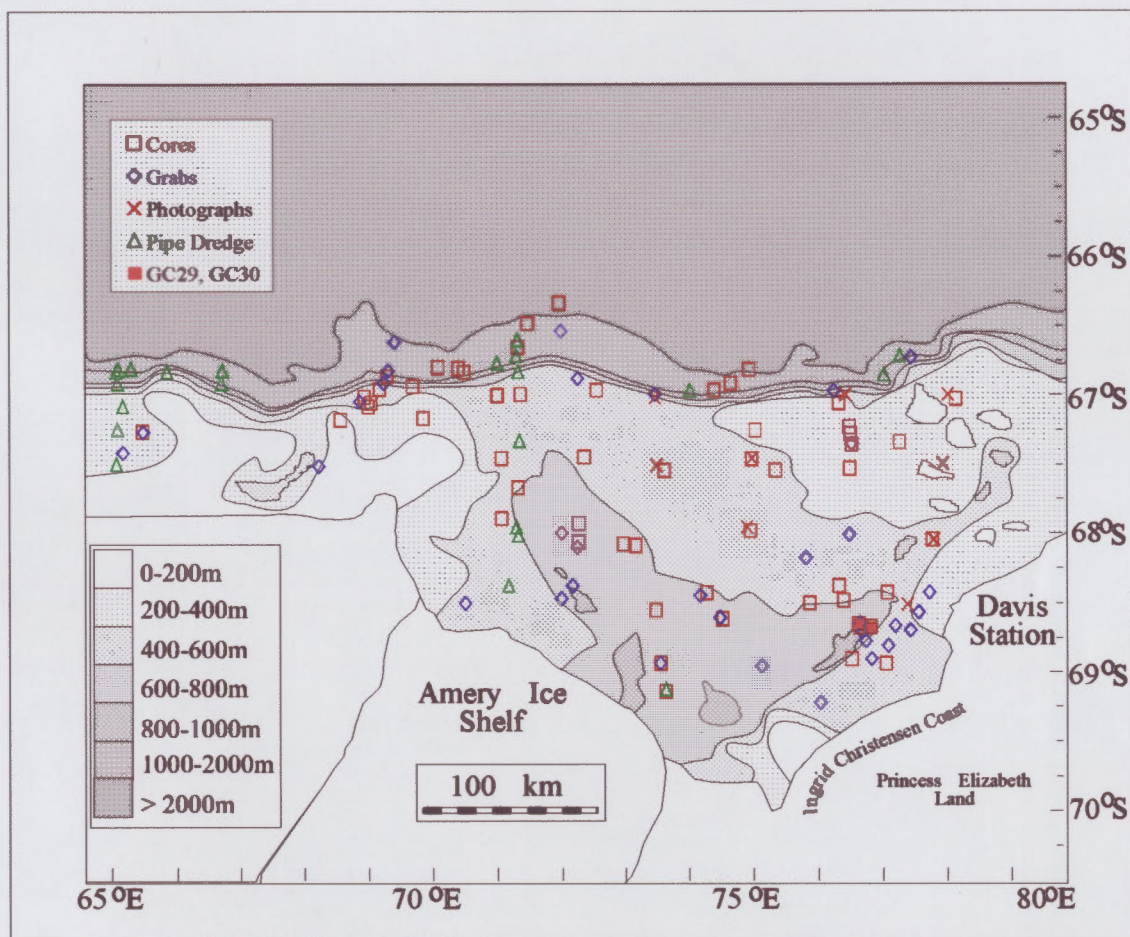 65°S
Cores
Grabs
Photographs
Pipe Dredge
GC29, GC30
66°S
67°S
68°S
0-200m
200-400m
400-600m
600-800m
800-1000m
1000-2000m
> 2000m
Davis
Station
69°S
Amery Ice
Shelf
100 km
Ingrid Christensen Coast
Princess Elizabeth
Land
70°S
65°E
70°E
75°E
80°E